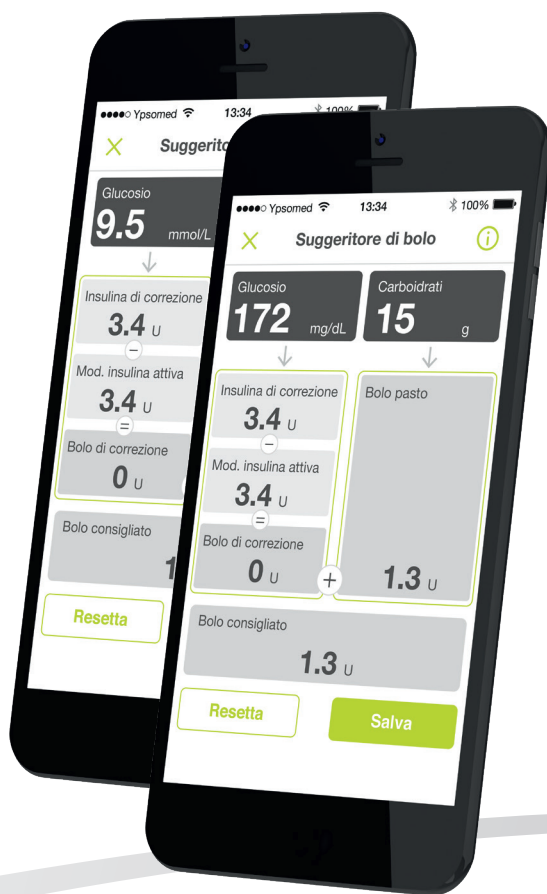 Ypsomed
13:34
100%
Glucosio
9.5 mmol/L
Insulina di correzione
3.4 U
−
Mod. insulina attiva
3.4 U
=
Bolo di correzione
0 U
Bolo consigliato
Resetta
Ypsomed
13:34
100%
Suggeritore di bolo
i
Glucosio
172 mg/dL
Carboidrati
15 g
Insulina di correzione
3.4 U
−
Mod. insulina attiva
3.4 U
=
Bolo di correzione
0 U
+
Bolo pasto
1.3 U
Bolo consigliato
1.3 U
Resetta
Salva